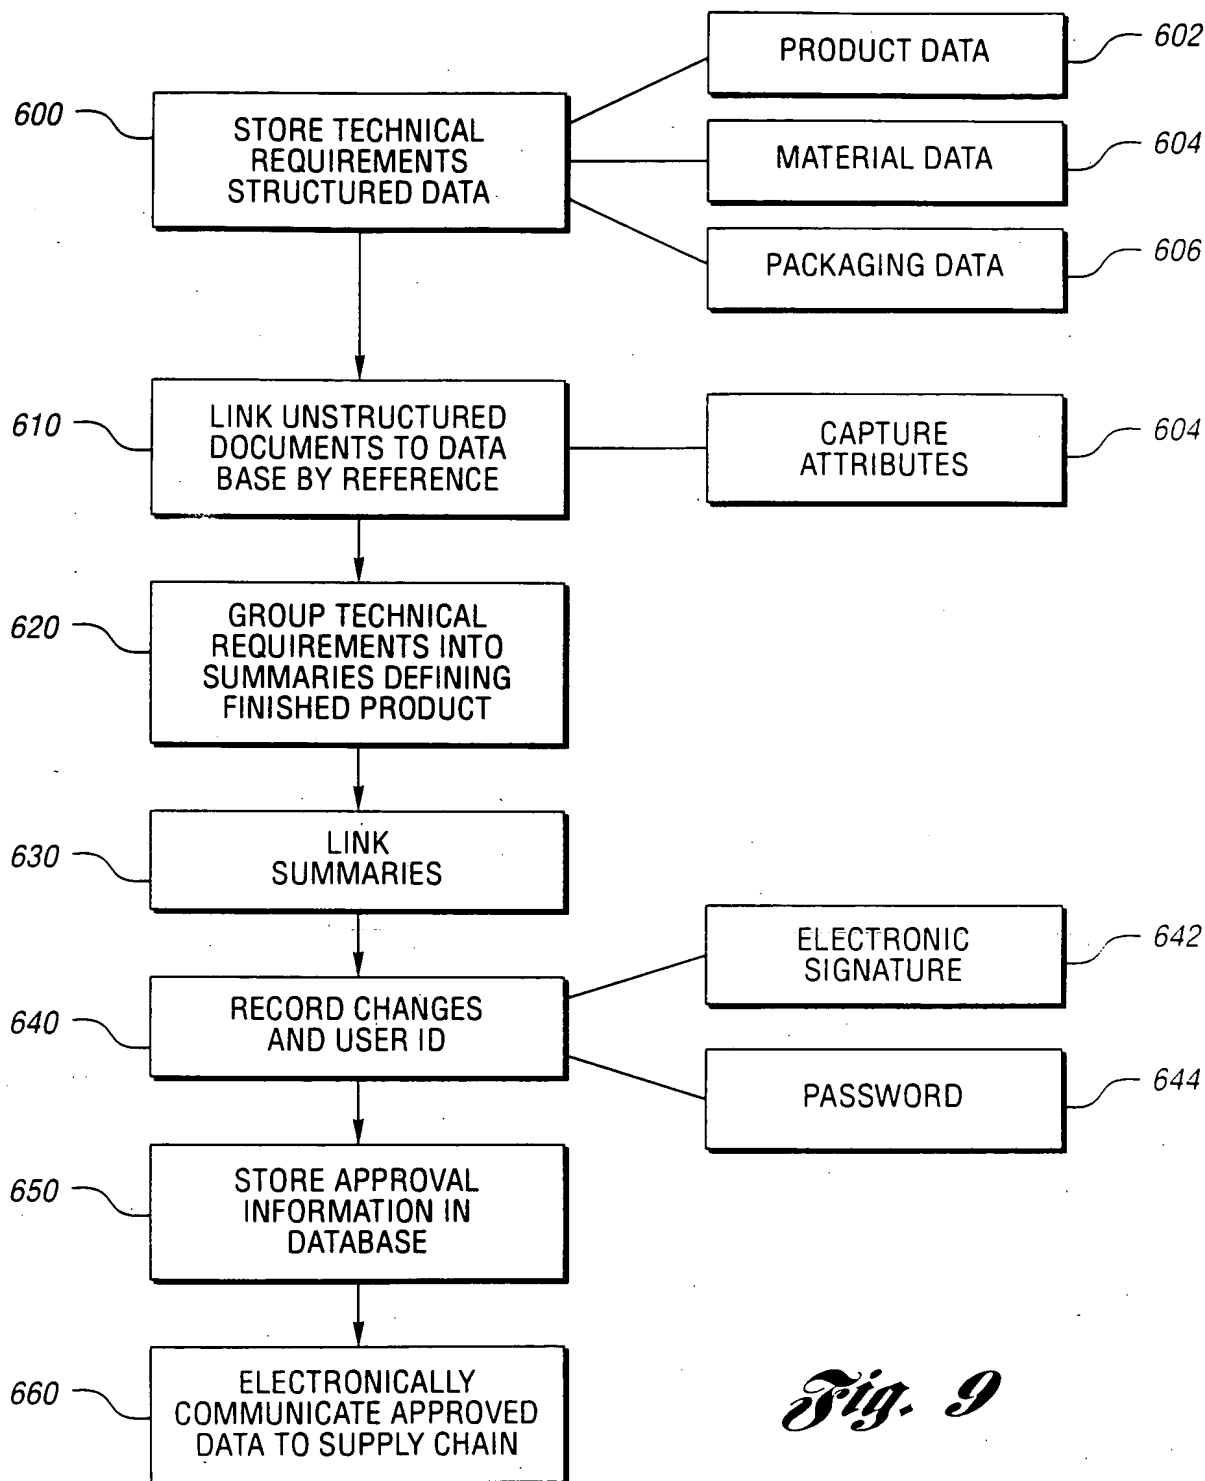 600
STORE TECHNICAL
REQUIREMENTS
STRUCTURED DATA
PRODUCT DATA
602
MATERIAL DATA
604
PACKAGING DATA
606
610
LINK UNSTRUCTURED
DOCUMENTS TO DATA
BASE BY REFERENCE
CAPTURE
ATTRIBUTES
604
620
GROUP TECHNICAL
REQUIREMENTS INTO
SUMMARIES DEFINING
FINISHED PRODUCT
630
LINK
SUMMARIES
640
RECORD CHANGES
AND USER ID
ELECTRONIC
SIGNATURE
642
PASSWORD
644
650
STORE APPROVAL
INFORMATION IN
DATABASE
660
ELECTRONICALLY
COMMUNICATE APPROVED
DATA TO SUPPLY CHAIN
Fig. 9